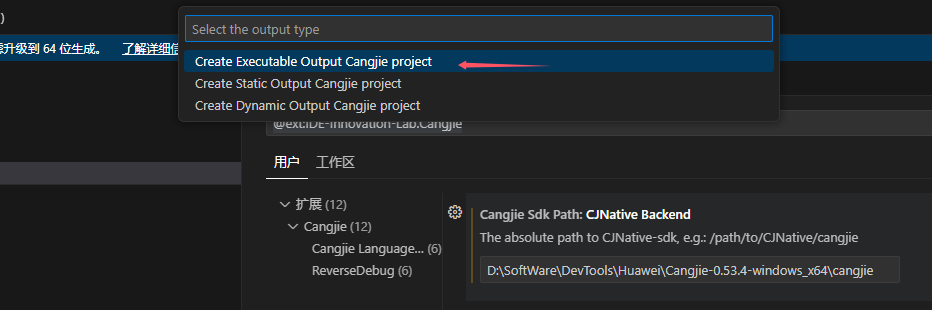 )
Select the output type
升级到 64 位生成。 了解详细信
Create Executable Output Cangjie project
Create Static Output Cangjie project
Create Dynamic Output Cangjie project
@ext:IDE-Innovation-Lab.Cangjie
用户 工作区
扩展 (12)
Cangjie (12)
Cangjie Language... (6)
ReverseDebug (6)
Cangjie Sdk Path: CJNative Backend
The absolute path to CJNative-sdk, e.g.: /path/to/CJNative/cangjie
D:\SoftWare\DevTools\Huawei\Cangjie-0.53.4-windows_x64\cangjie